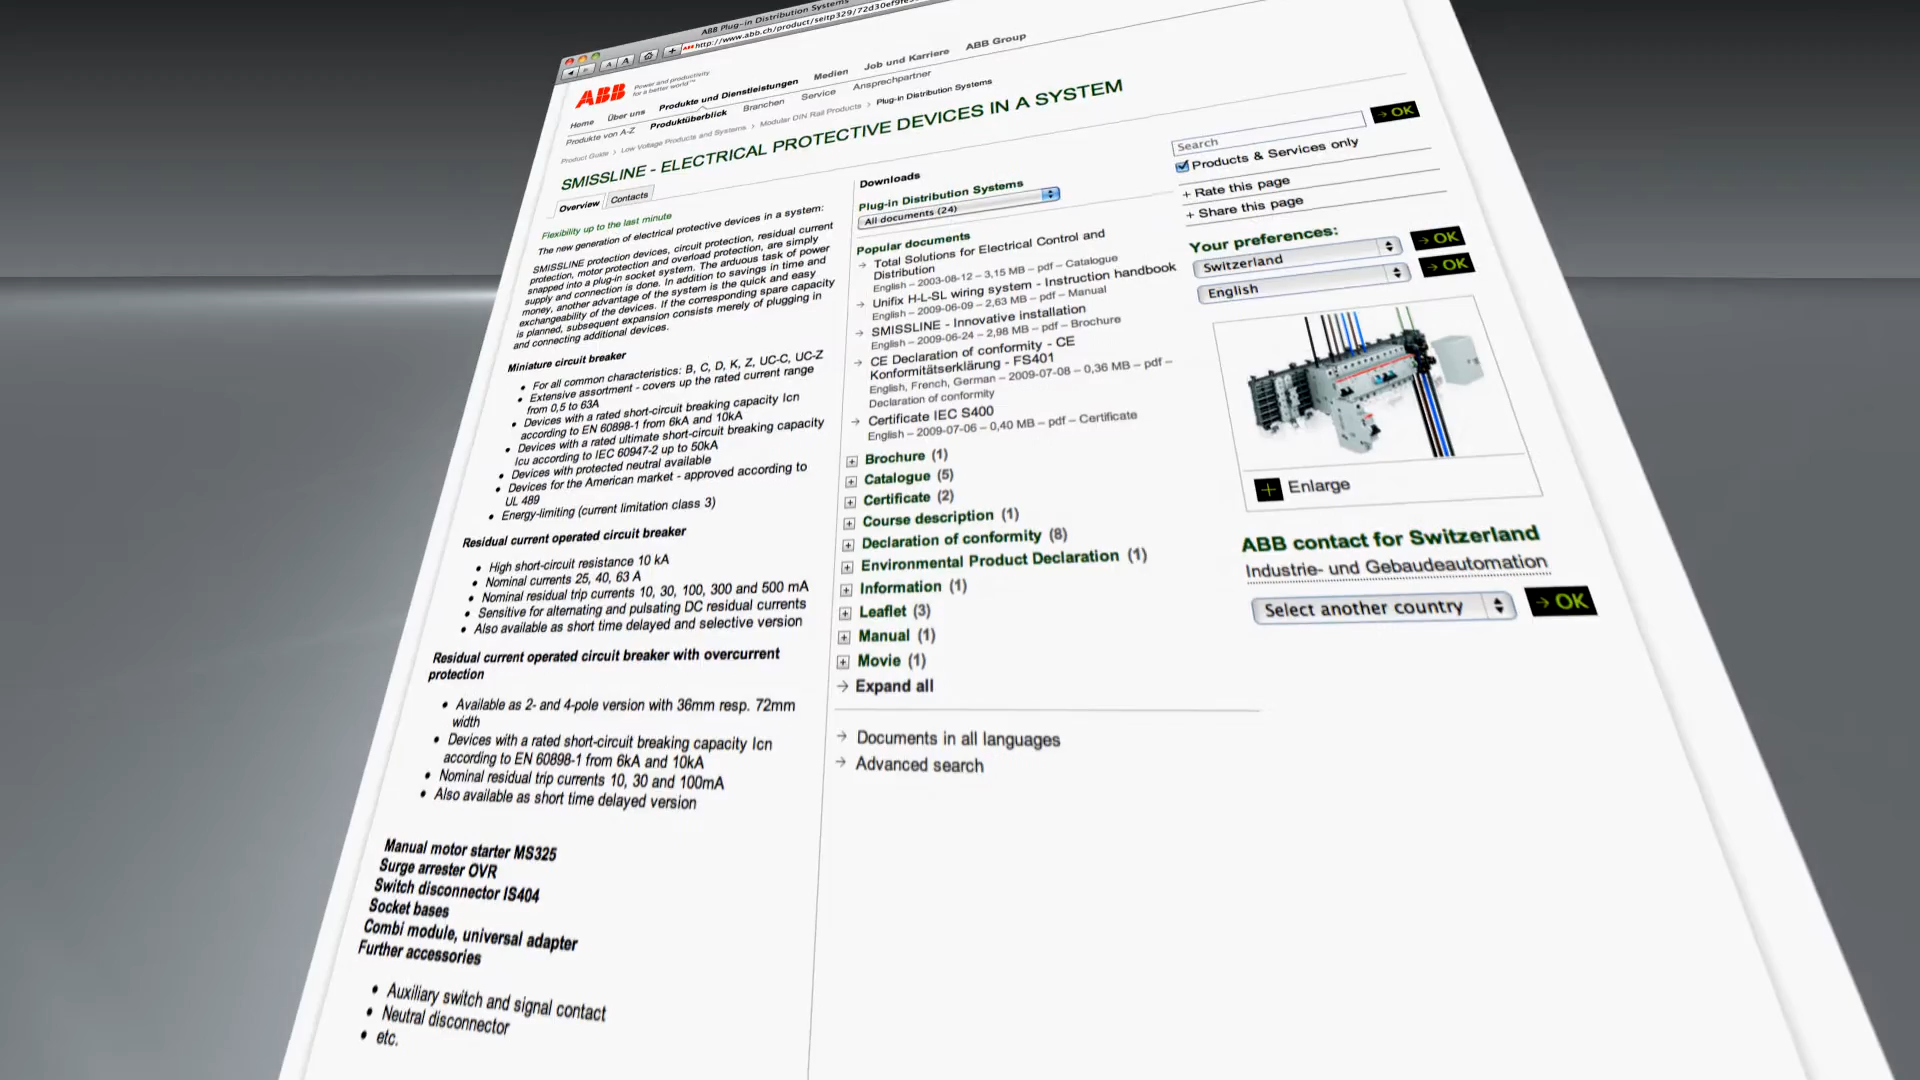 ABB Plug-in Distribution Systems
http://www.abb.ch/product/seitp329/72d30ef9fe
ABB
Power and productivity
for a better world™
Home Über uns Produkte und Dienstleistungen Medien Job und Karriere ABB Group
Produkte von A-Z Produktüberblick Branchen Service Ansprechpartner
Product Guide > Low Voltage Products and Systems > Modular DIN Rail Products > Plug-in Distribution Systems
SMISSLINE - ELECTRICAL PROTECTIVE DEVICES IN A SYSTEM
Overview Contacts
Flexibility up to the last minute
The new generation of electrical protective devices in a system:
SMISSLINE protection devices, circuit protection, residual current
protection, motor protection and overload protection, are simply
snapped into a plug-in socket system. The arduous task of power
supply and connection is done. In addition to savings in time and
money, another advantage of the system is the quick and easy
exchangeability of the devices. If the corresponding spare capacity
is planned, subsequent expansion consists merely of plugging in
and connecting additional devices.
Miniature circuit breaker
• For all common characteristics: B, C, D, K, Z, UC-C, UC-Z
• Extensive assortment - covers up the rated current range
from 0,5 to 63A
• Devices with a rated short-circuit breaking capacity Icn
according to EN 60898-1 from 6kA and 10kA
• Devices with a rated ultimate short-circuit breaking capacity
Icu according to IEC 60947-2 up to 50kA
• Devices with protected neutral available
• Devices for the American market - approved according to
UL 489
• Energy-limiting (current limitation class 3)
Residual current operated circuit breaker
• High short-circuit resistance 10 kA
• Nominal currents 25, 40, 63 A
• Nominal residual trip currents 10, 30, 100, 300 and 500 mA
• Sensitive for alternating and pulsating DC residual currents
• Also available as short time delayed and selective version
Residual current operated circuit breaker with overcurrent
protection
• Available as 2- and 4-pole version with 36mm resp. 72mm
width
• Devices with a rated short-circuit breaking capacity Icn
according to EN 60898-1 from 6kA and 10kA
• Nominal residual trip currents 10, 30 and 100mA
• Also available as short time delayed version
Manual motor starter MS325
Surge arrester OVR
Switch disconnector IS404
Socket bases
Combi module, universal adapter
Further accessories
• Auxiliary switch and signal contact
• Neutral disconnector
• etc.
Downloads
Plug-in Distribution Systems
All documents (24)
Popular documents
→ Total Solutions for Electrical Control and
Distribution
English – 2003-08-12 – 3,15 MB – pdf – Catalogue
→ Unifix H-L-SL wiring system - Instruction handbook
English – 2009-06-09 – 2,63 MB – pdf – Manual
→ SMISSLINE - Innovative installation
English – 2009-06-24 – 2,98 MB – pdf – Brochure
→ CE Declaration of conformity - CE
Konformitätserklärung - FS401
English, French, German – 2009-07-08 – 0,36 MB – pdf –
Declaration of conformity
→ Certificate IEC S400
English – 2009-07-06 – 0,40 MB – pdf – Certificate
+ Brochure (1)
+ Catalogue (5)
+ Certificate (2)
+ Course description (1)
+ Declaration of conformity (8)
+ Environmental Product Declaration (1)
+ Information (1)
+ Leaflet (3)
+ Manual (1)
+ Movie (1)
→ Expand all
→ Documents in all languages
→ Advanced search
Search → OK
Products & Services only
+ Rate this page
+ Share this page
Your preferences:
Switzerland → OK
English → OK
+ Enlarge
ABB contact for Switzerland
Industrie- und Gebaudeautomation
Select another country → OK